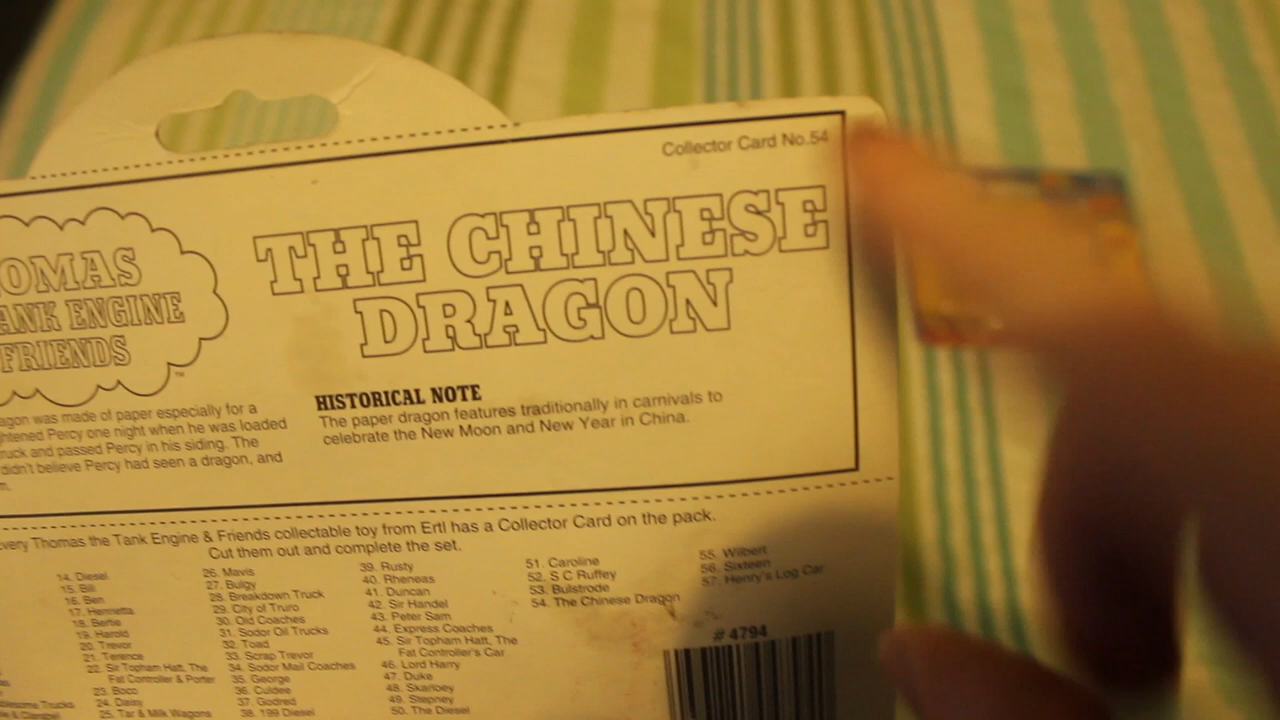 Collector Card No.54
THE CHINESE
DRAGON
OMAS
ANK ENGINE
FRIENDS
™
HISTORICAL NOTE
The paper dragon features traditionally in carnivals to
celebrate the New Moon and New Year in China.
agon was made of paper especially for a
htened Percy one night when he was loaded
ruck and passed Percy in his siding. The
didn't believe Percy had seen a dragon, and
very Thomas the Tank Engine & Friends collectable toy from Ertl has a Collector Card on the pack.
Cut them out and complete the set.
14. Diesel
15. Bill
16. Ben
17. Henrietta
18. Bertie
19. Harold
20. Trevor
21. Terence
22. Sir Topham Hatt, The
Fat Controller & Porter
23. Boco
24. Daisy
25. Tar & Milk Wagons
26. Mavis
27. Bulgy
28. Breakdown Truck
29. City of Truro
30. Old Coaches
31. Sodor Oil Trucks
32. Toad
33. Scrap Trevor
34. Sodor Mail Coaches
35. George
36. Culdee
37. Godred
38. 199 Diesel
39. Rusty
40. Rheneas
41. Duncan
42. Sir Handel
43. Peter Sam
44. Express Coaches
45. Sir Topham Hatt, The
Fat Controller's Car
46. Lord Harry
47. Duke
48. Skarloey
49. Stepney
50. The Diesel
51. Caroline
52. S C Ruffey
53. Bulstrode
54. The Chinese Dragon
55. Wilbert
56. Sixteen
57. Henry's Log Car
# 4794